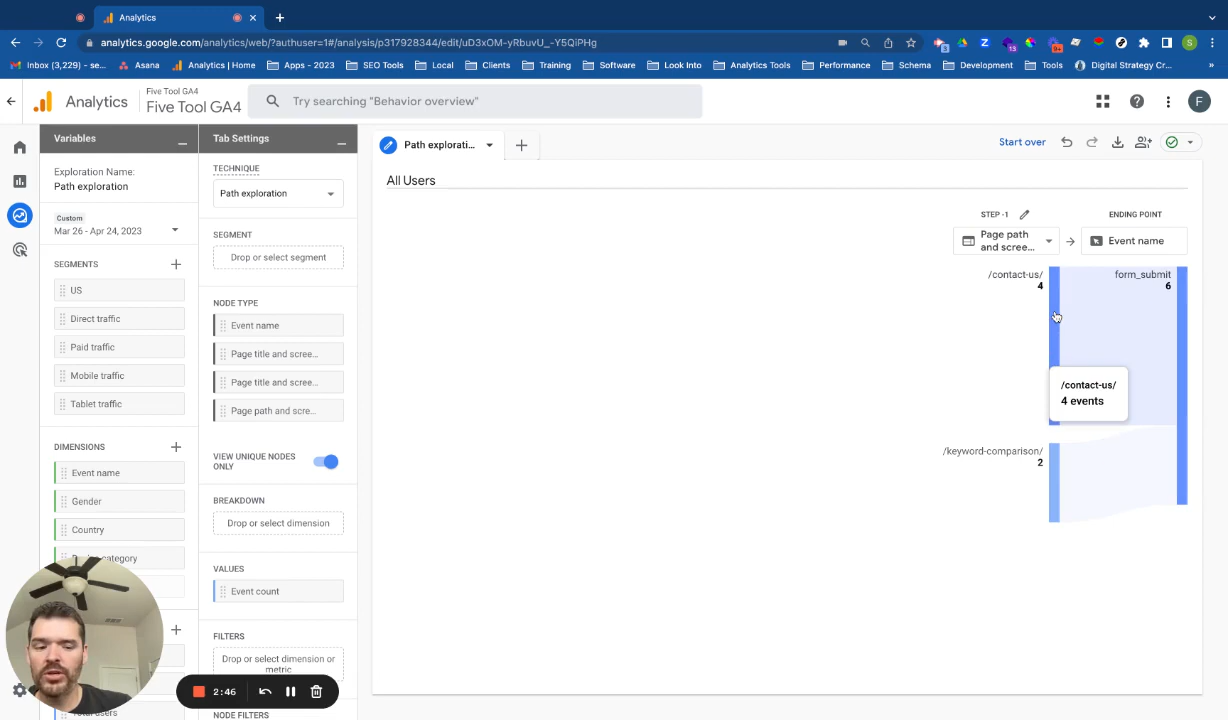 Analytics
analytics.google.com/analytics/web/?authuser=1#/analysis/p317928344/edit/uD3xOM-yRbuvU_-Y5QiPHg
Inbox (3,229) - se... Asana Analytics | Home Apps - 2023 SEO Tools Local Clients Training Software Look Into Analytics Tools Performance Schema Development Tools Digital Strategy Cr... »
Analytics
Five Tool GA4
Five Tool GA4
Try searching "Behavior overview"
F
Variables
Exploration Name:
Path exploration
Custom
Mar 26 - Apr 24, 2023
SEGMENTS
US
Direct traffic
Paid traffic
Mobile traffic
Tablet traffic
DIMENSIONS
Event name
Gender
Country
category
Tab Settings
TECHNIQUE
Path exploration
SEGMENT
Drop or select segment
NODE TYPE
Event name
Page title and scree...
Page title and scree...
Page path and scre...
VIEW UNIQUE NODES
ONLY
BREAKDOWN
Drop or select dimension
VALUES
Event count
FILTERS
Drop or select dimension or
metric
NODE FILTERS
2:46
Path explorati...
Start over
All Users
STEP -1
Page path
and scree...
ENDING POINT
Event name
/contact-us/
4
form_submit
6
/contact-us/
4 events
/keyword-comparison/
2